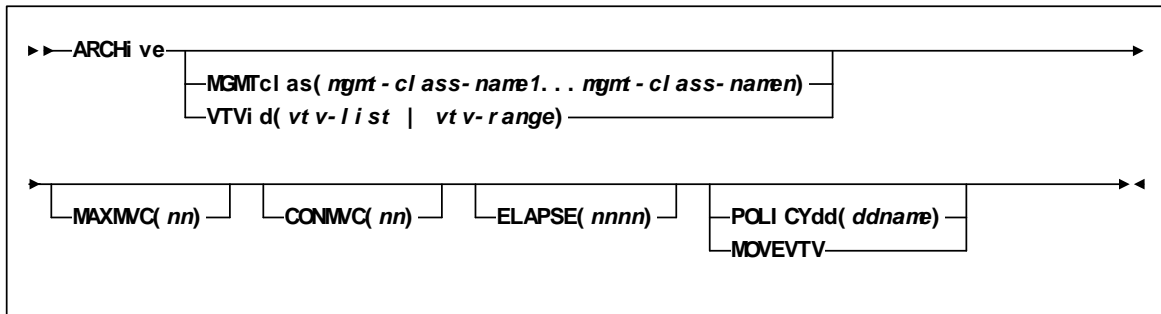 ARCHive
MGMTclas(mgmt-class-name1...mgmt-class-namen)
VTVid(vtv-list | vtv-range)
MAXMVC(nn) CONMVC(nn) ELAPSE(nnnn) POLICYdd(ddname)
MOVEVTV